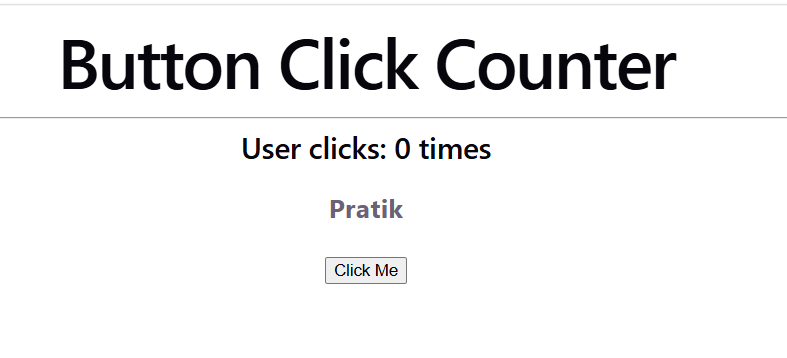 Button Click Counter
User clicks: 0 times
Pratik
Click Me